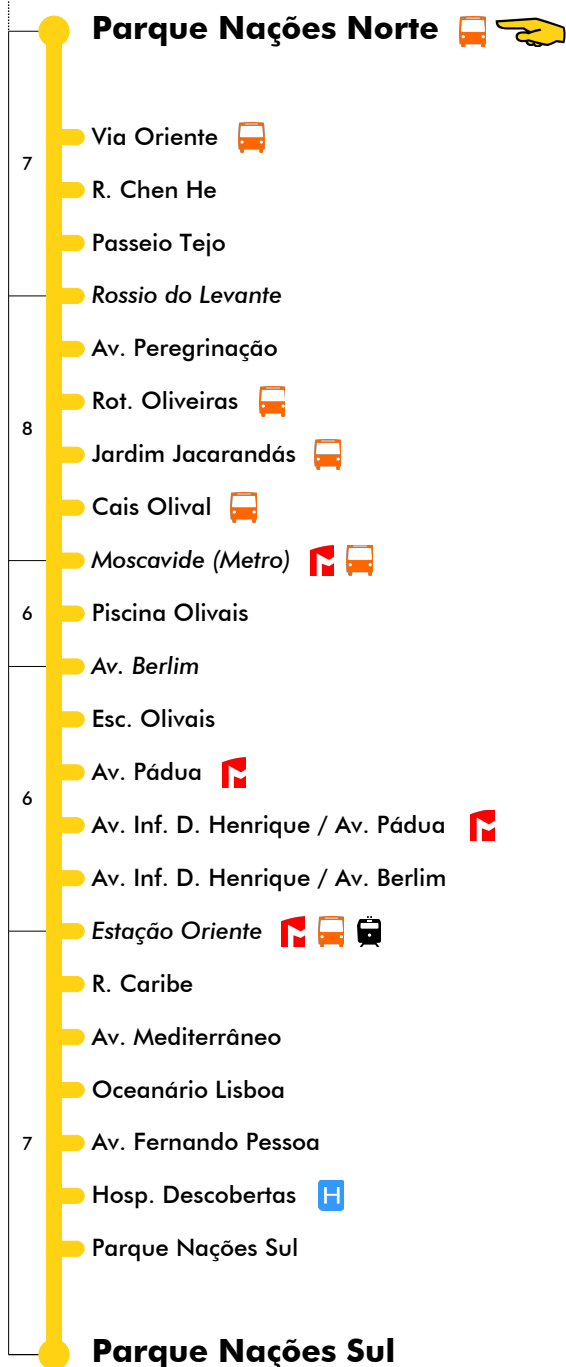 Parque Nações Norte
Via Oriente
7
R. Chen He
Passeio Tejo
Rossio do Levante
Av. Peregrinação
Rot. Oliveiras
8
Jardim Jacarandás
Cais Olival
Moscavide (Metro)
6 Piscina Olivais
Av. Berlim
Esc. Olivais
Av. Pádua
6
Av. Inf. D. Henrique / Av. Pádua
Av. Inf. D. Henrique / Av. Berlim
Estação Oriente
R. Caribe
Av. Mediterrâneo
Oceanário Lisboa
7 Av. Fernando Pessoa
Hosp. Descobertas H
Parque Nações Sul
Parque Nações Sul